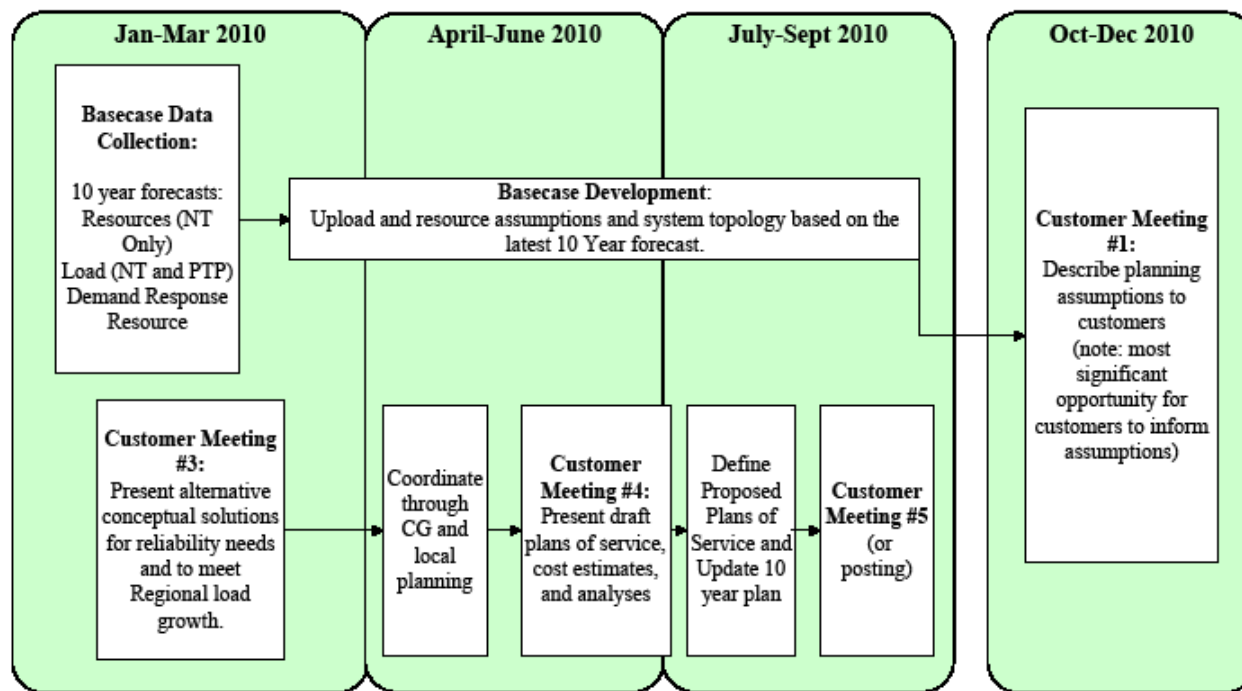 Jan-Mar 2010
April-June 2010
July-Sept 2010
Oct-Dec 2010
Basecase Data
Collection:
10 year forecasts:
Resources (NT
Only)
Load (NT and PTP)
Demand Response
Resource
Basecase Development:
Upload and resource assumptions and system topology based on the
latest 10 Year forecast.
Customer Meeting
#1:
Describe planning
assumptions to
customers
(note: most
significant
opportunity for
customers to inform
assumptions)
Customer Meeting
#3:
Present alternative
conceptual solutions
for reliability needs
and to meet
Regional load
growth.
Coordinate
through
CG and
local
planning
Customer
Meeting #4:
Present draft
plans of service,
cost estimates,
and analyses
Define
Proposed
Plans of
Service and
Update 10
year plan
Customer
Meeting #5
(or
posting)